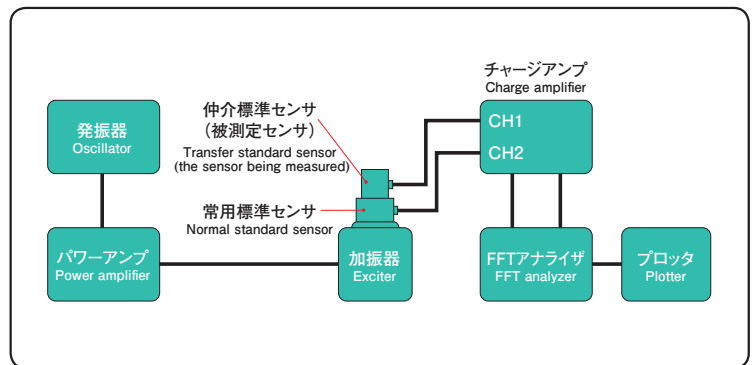 チャージアンプ
Charge amplifier
発振器
Oscillator
仲介標準センサ
（被測定センサ）
Transfer standard sensor
(the sensor being measured)
CH1
CH2
常用標準センサ
Normal standard sensor
パワーアンプ
Power amplifier
加振器
Exciter
FFTアナライザ
FFT analyzer
プロッタ
Plotter